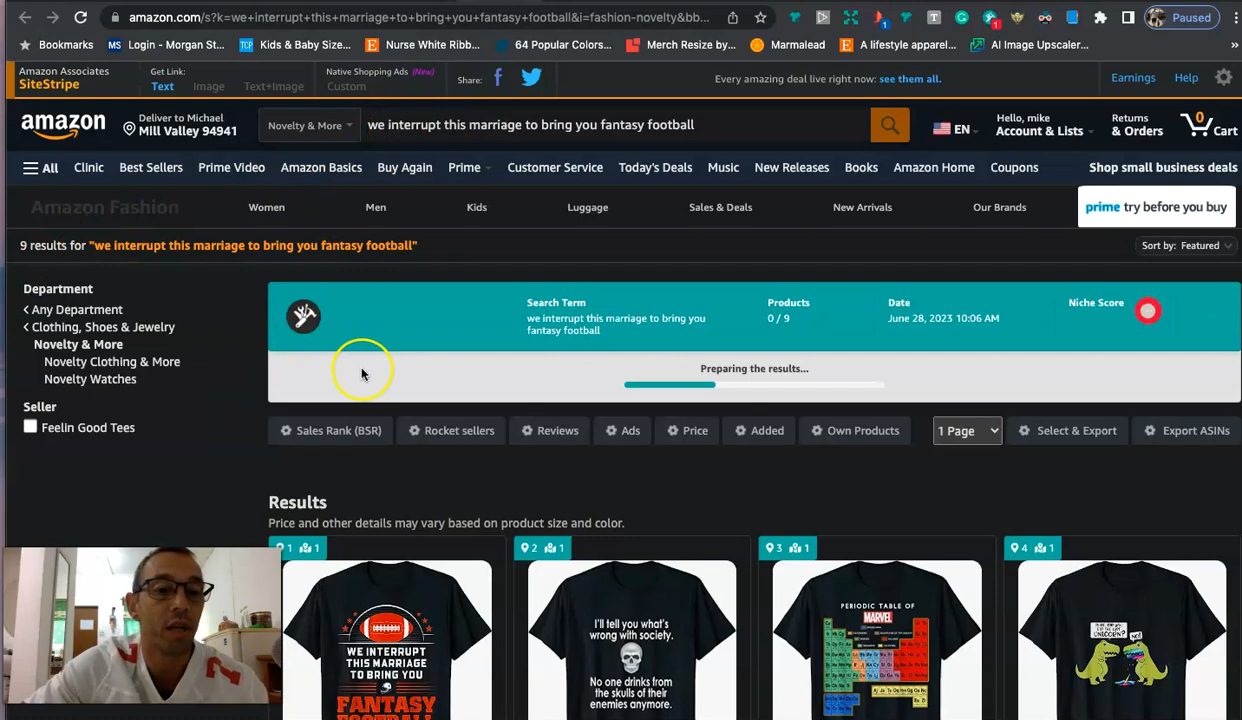 amazon.com/s?k=we+interrupt+this+marriage+to+bring+you+fantasy+football&i=fashion-novelty&bb...
Paused
Bookmarks
MS Login - Morgan St...
TCP Kids & Baby Size...
E Nurse White Ribb...
64 Popular Colors...
Merch Resize by...
Marmalead
E A lifestyle apparel...
AI Image Upscaler...
»
Amazon Associates
SiteStripe
Get Link:
Text Image Text+Image
Native Shopping Ads (New)
Custom
Share:
Every amazing deal live right now: see them all.
Earnings Help
amazon
Deliver to Michael
Mill Valley 94941
Novelty & More
we interrupt this marriage to bring you fantasy football
EN
Hello, mike
Account & Lists
Returns
& Orders
0
Cart
All Clinic Best Sellers Prime Video Amazon Basics Buy Again Prime Customer Service Today's Deals Music New Releases Books Amazon Home Coupons Shop small business deals
Amazon Fashion Women Men Kids Luggage Sales & Deals New Arrivals Our Brands prime try before you buy
9 results for "we interrupt this marriage to bring you fantasy football"
Sort by: Featured
Department
‹ Any Department
‹ Clothing, Shoes & Jewelry
Novelty & More
Novelty Clothing & More
Novelty Watches
Seller
Feelin Good Tees
Search Term
we interrupt this marriage to bring you
fantasy football
Products
0 / 9
Date
June 28, 2023 10:06 AM
Niche Score
Preparing the results...
Sales Rank (BSR) Rocket sellers Reviews Ads Price Added Own Products 1 Page Select & Export Export ASINs
Results
Price and other details may vary based on product size and color.
1 1
2 1
3 1
4 1
WE INTERRUPT
THIS MARRIAGE
TO BRING YOU
FANTASY
FOOTBALL
I'll tell you what's
wrong with society.
No one drinks
from the
skulls of their
enemies anymore.
PERIODIC TABLE OF
MARVEL
UNICORN?
NO!